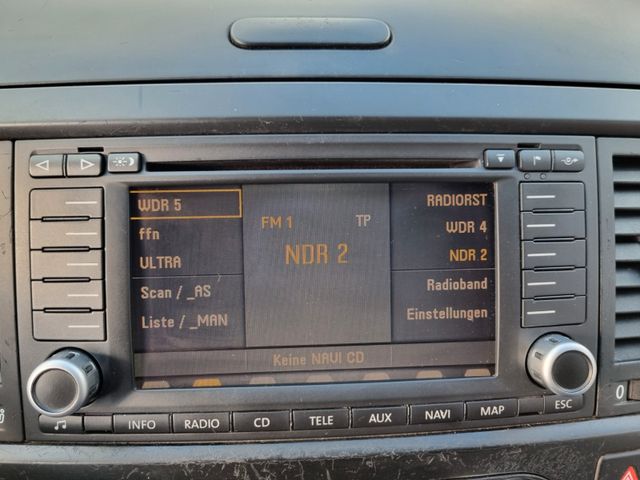 WDR 5
ffn
ULTRA
Scan / _AS
Liste / _MAN
FM 1
TP
NDR 2
RADIORST
WDR 4
NDR 2
Radioband
Einstellungen
Keine NAVI CD
INFO
RADIO
CD
TELE
AUX
NAVI
MAP
ESC
0